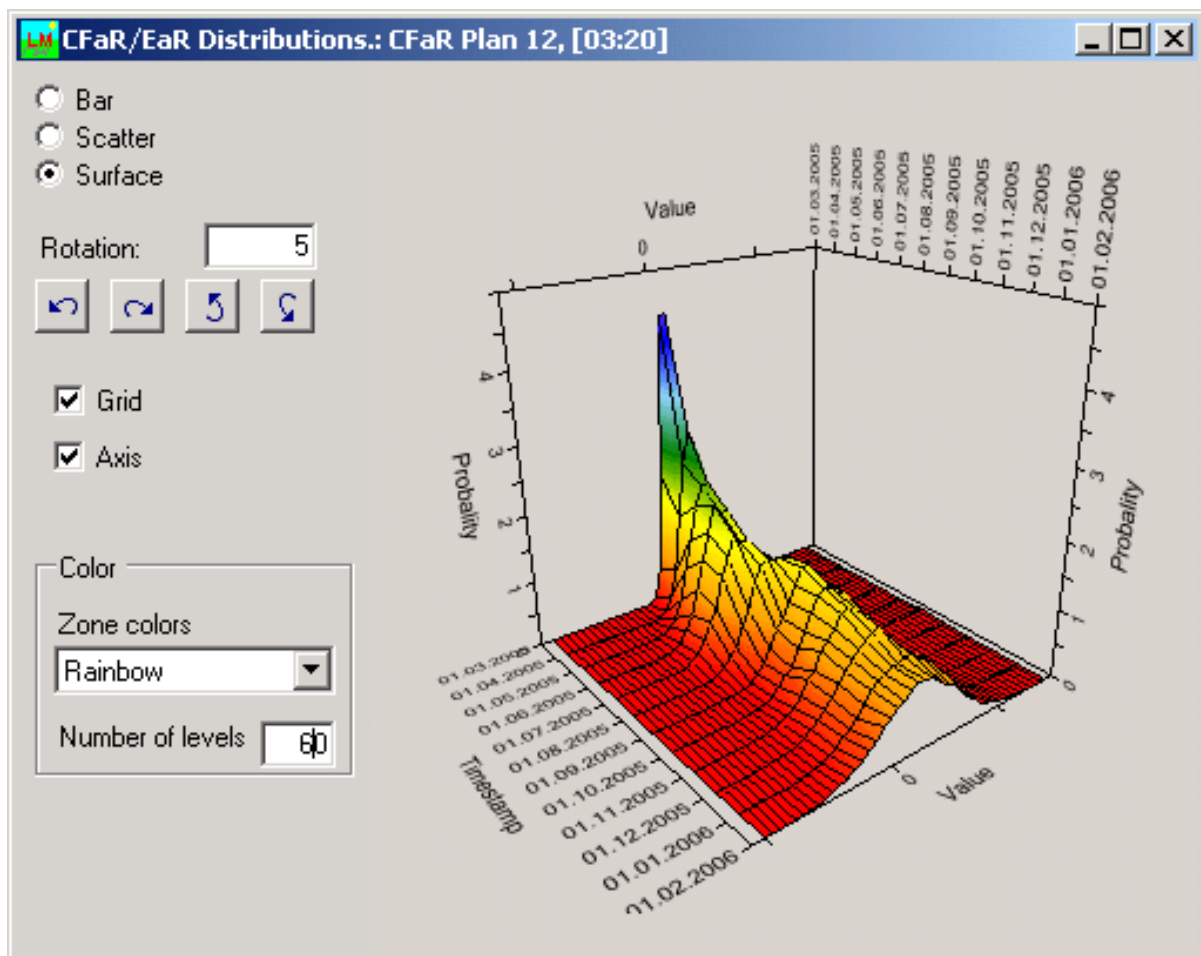 LM CFaR/EaR Distributions.: CFaR Plan 12, [03:20]
Bar
Scatter
Surface
Rotation: 5
Grid
Axis
Color
Zone colors
Rainbow
Number of levels 60
Value
0
01.03.2005
01.04.2005
01.05.2005
01.06.2005
01.07.2005
01.08.2005
01.09.2005
01.10.2005
01.11.2005
01.12.2005
01.01.2006
01.02.2006
4
3
2
1
Probality
4
3
2
1
0
Probality
01.04.2005
01.05.2005
01.06.2005
01.07.2005
01.08.2005
01.09.2005
01.10.2005
01.11.2005
01.12.2005
01.01.2006
01.02.2006
Timestamp
0
Value